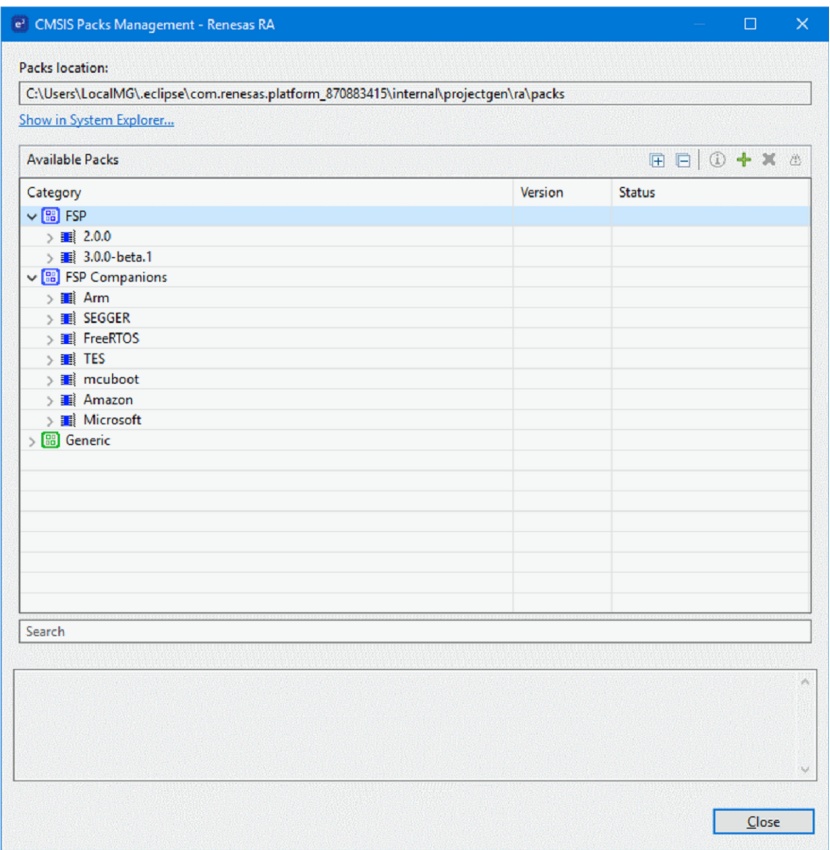 CMSIS Packs Management - Renesas RA
Packs location:
C:\Users\LocalMG\.eclipse\com.renesas.platform_870883415\internal\projectgen\ra\packs
Show in System Explorer...
Available Packs
Category Version Status
FSP
2.0.0
3.0.0-beta.1
FSP Companions
Arm
SEGGER
FreeRTOS
TES
mcuboot
Amazon
Microsoft
Generic
Search
Close